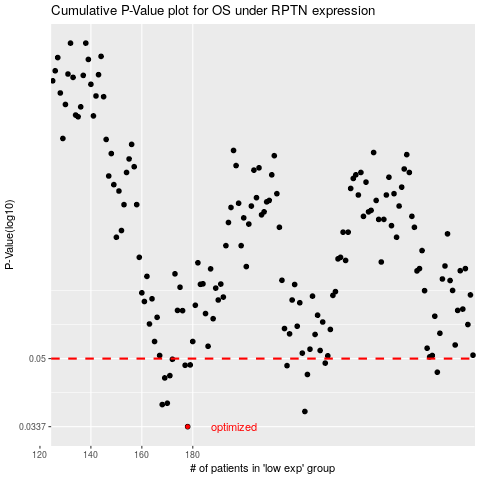 Cumulative P-Value plot for OS under RPTN expression
P-Value(log10)
0.05
0.0337
optimized
120 140 160 180
# of patients in 'low exp' group